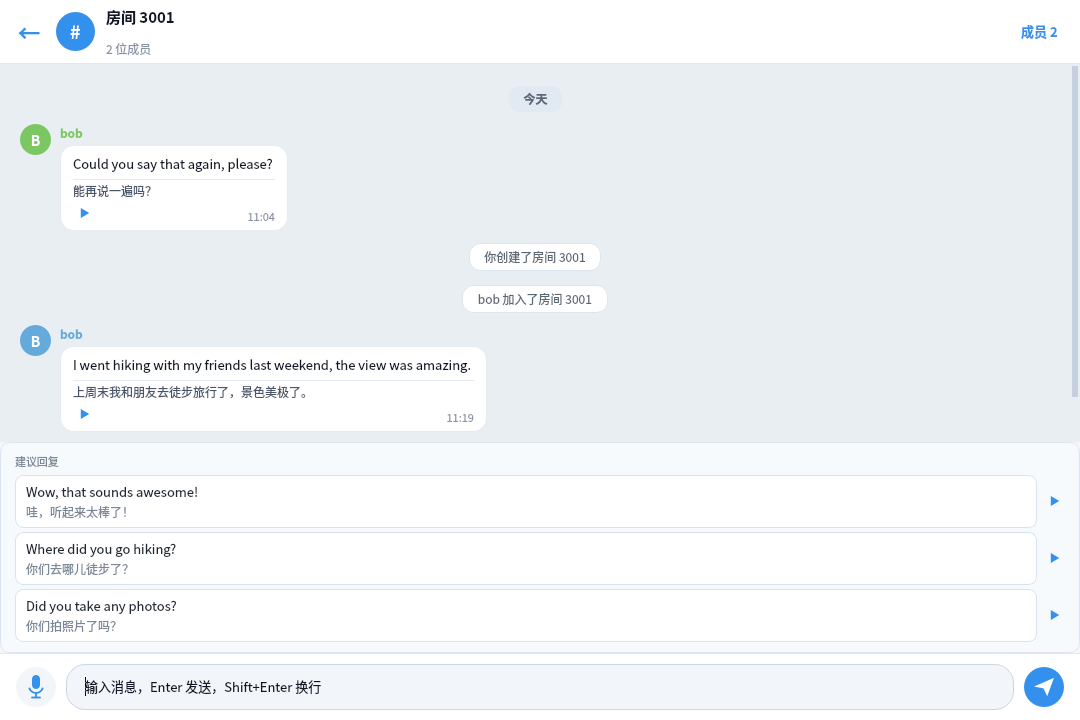 ←
#
房间 3001
2 位成员
成员 2
今天
B
bob
Could you say that again, please?
能再说一遍吗?
11:04
你创建了房间 3001
bob 加入了房间 3001
B
bob
I went hiking with my friends last weekend, the view was amazing.
上周末我和朋友去徒步旅行了，景色美极了。
11:19
建议回复
Wow, that sounds awesome!
哇，听起来太棒了!
Where did you go hiking?
你们去哪儿徒步了?
Did you take any photos?
你们拍照片了吗?
输入消息，Enter 发送，Shift+Enter 换行